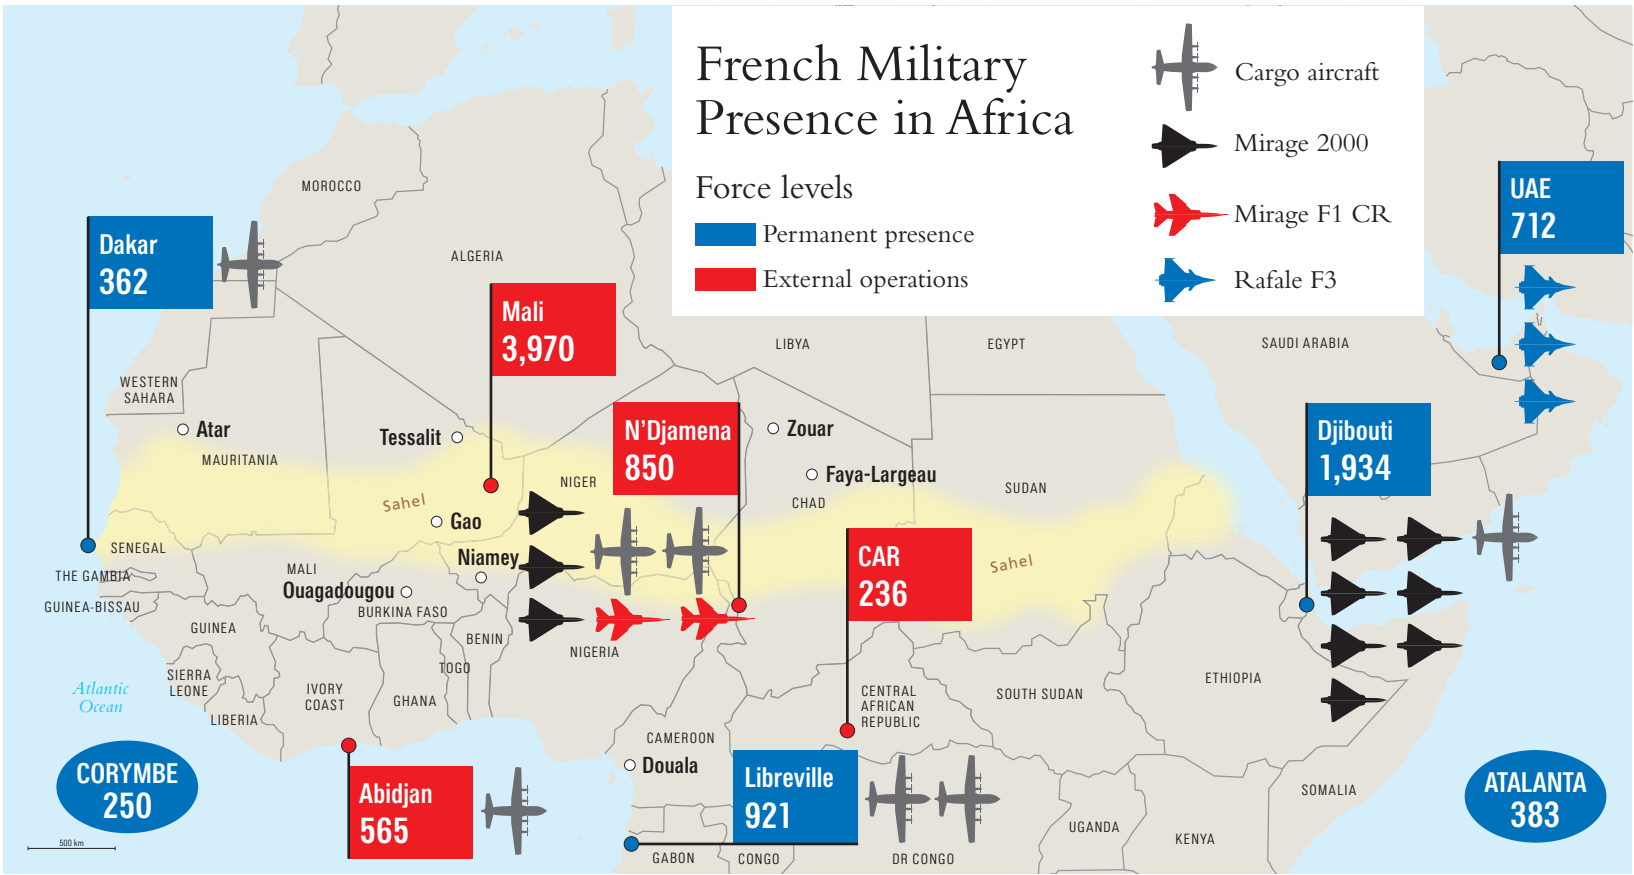 French Military
Presence in Africa
Force levels
Permanent presence
External operations
Cargo aircraft
Mirage 2000
Mirage F1 CR
Rafale F3
UAE
712
Dakar
362
Mali
3,970
N'Djamena
850
Djibouti
1,934
CAR
236
Abidjan
565
Libreville
921
CORYMBE
250
ATALANTA
383
MOROCCO
ALGERIA
LIBYA
EGYPT
SAUDI ARABIA
WESTERN
SAHARA
Atar
MAURITANIA
Tessalit
Sahel
Gao
NIGER
Zouar
Faya-Largeau
CHAD
SUDAN
Sahel
SENEGAL
THE GAMBIA
GUINEA-BISSAU
MALI
Niamey
Ouagadougou
BURKINA FASO
GUINEA
BENIN
TOGO
NIGERIA
SIERRA
LEONE
IVORY
COAST
GHANA
LIBERIA
Atlantic
Ocean
CENTRAL
AFRICAN
REPUBLIC
SOUTH SUDAN
ETHIOPIA
CAMEROON
Douala
SOMALIA
UGANDA
KENYA
GABON
CONGO
DR CONGO
500 km